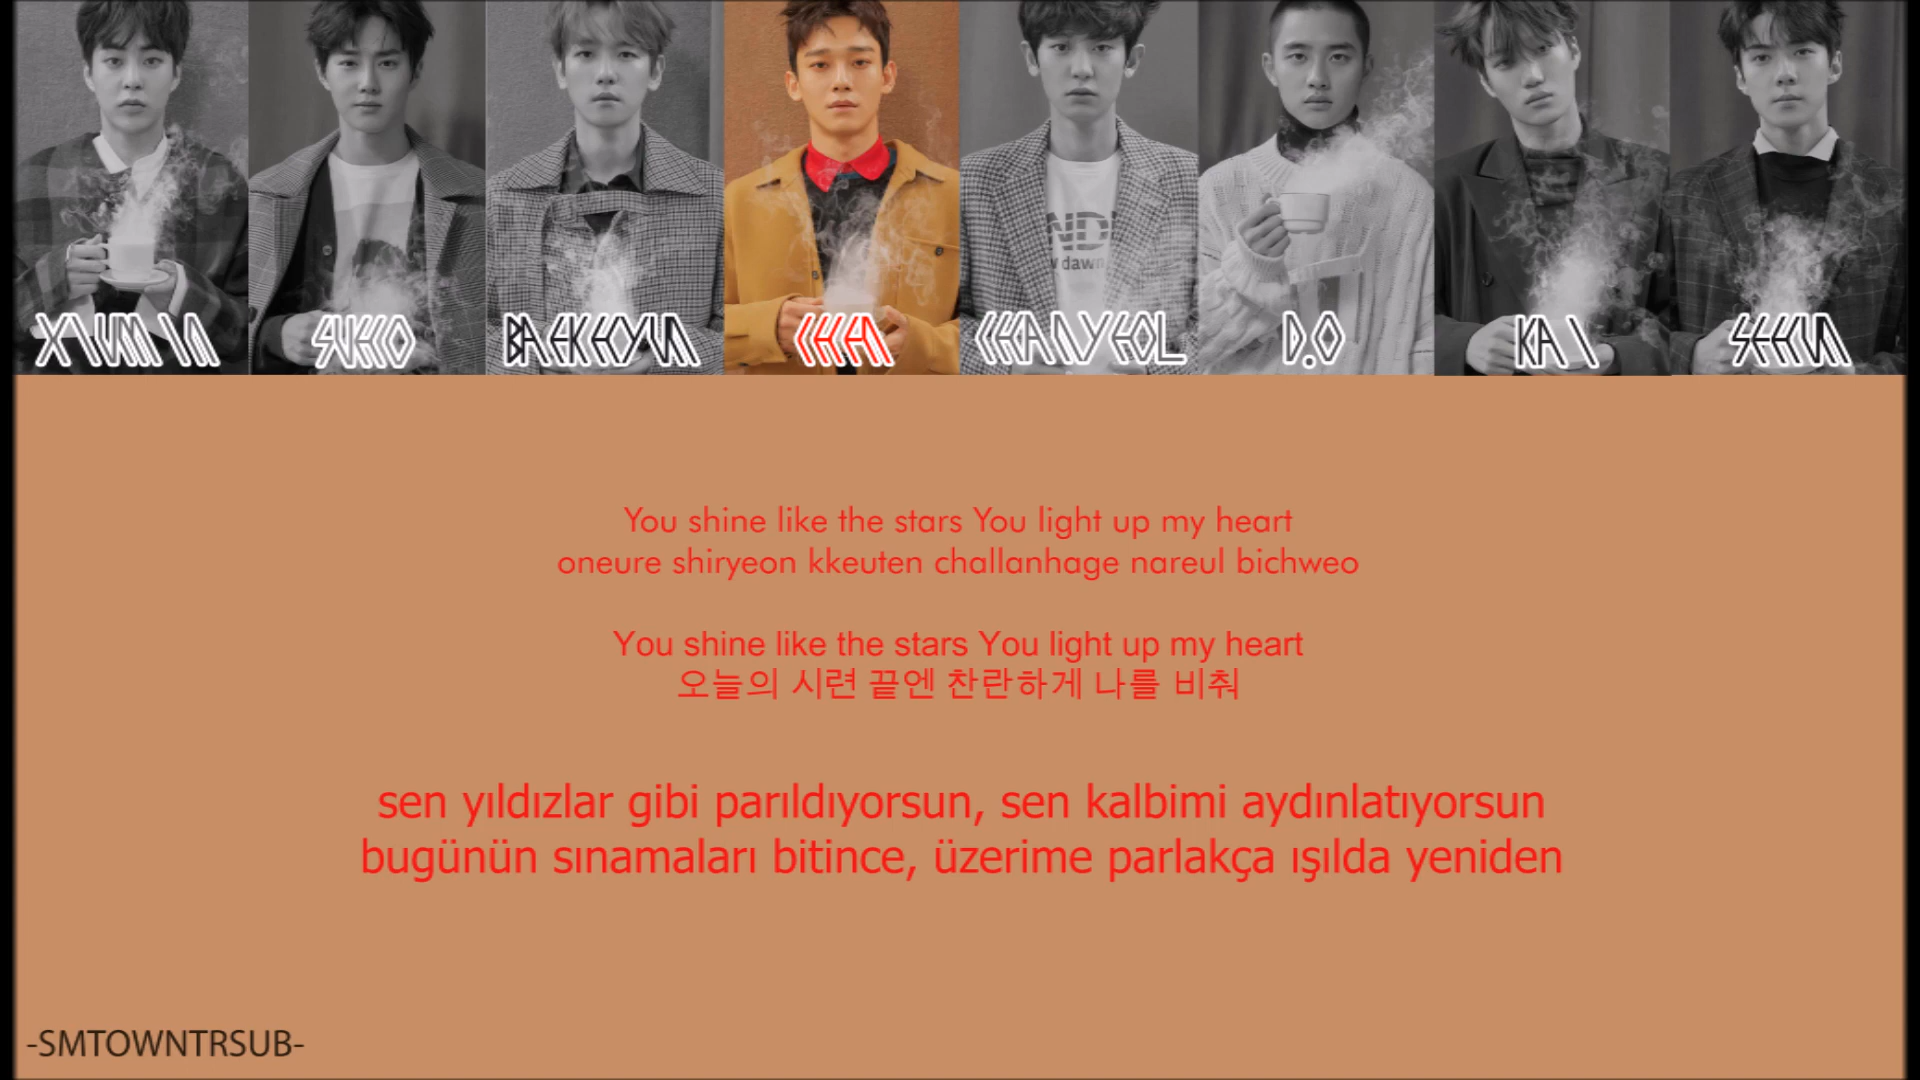 XIUMIN
SUHO
BAEKHYUN
CHEN
CHANYEOL
D.O
KAI
SEHUN
ND
w dawn
You shine like the stars You light up my heart
oneure shiryeon kkeuten challanhage nareul bichweo
You shine like the stars You light up my heart
오늘의 시련 끝엔 찬란하게 나를 비춰
sen yıldızlar gibi parıldıyorsun, sen kalbimi aydınlatıyorsun
bugünün sınamaları bitince, üzerime parlakça ışılda yeniden
-SMTOWNTRSUB-